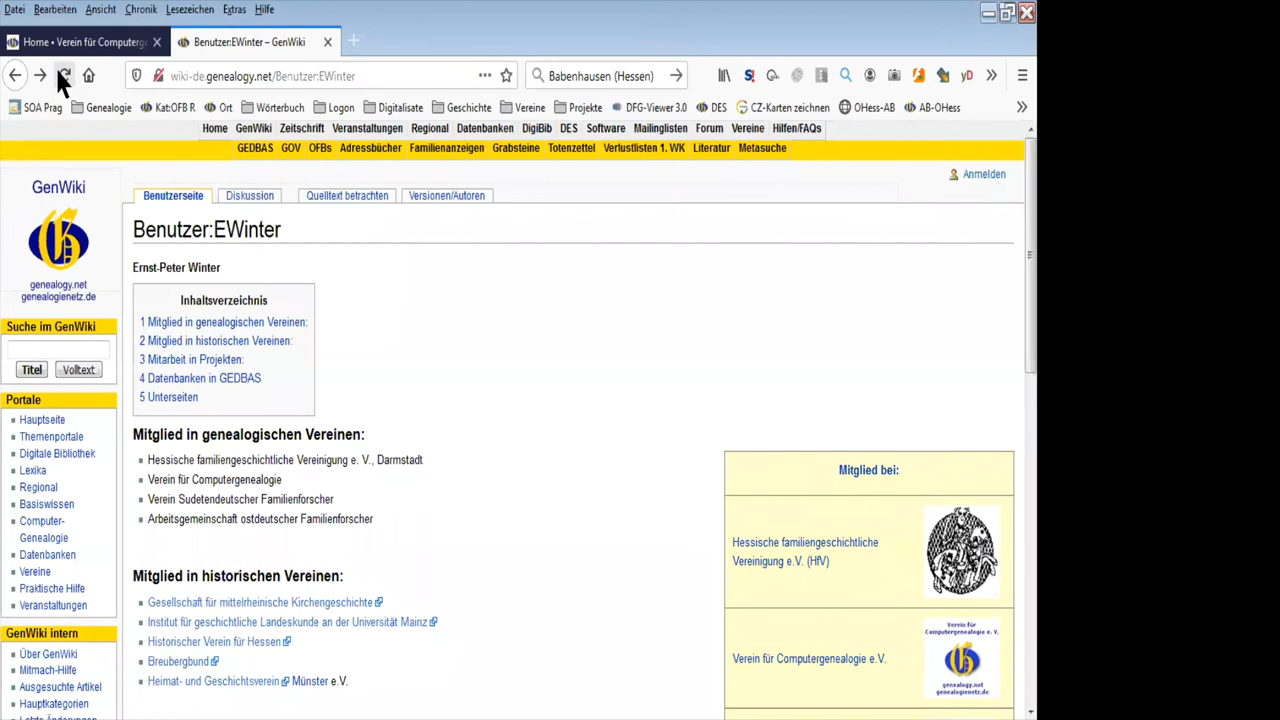 Datei Bearbeiten Ansicht Chronik Lesezeichen Extras Hilfe
Home • Verein für Computerge
Benutzer:EWinter – GenWiki
wiki-de.genealogy.net/Benutzer:EWinter
Babenhausen (Hessen)
SOA Prag Genealogie Kat:OFB R Ort Wörterbuch Logon Digitalisate Geschichte Vereine Projekte DFG-Viewer 3.0 DES CZ-Karten zeichnen OHess-AB AB-OHess
Home GenWiki Zeitschrift Veranstaltungen Regional Datenbanken DigiBib DES Software Mailinglisten Forum Vereine Hilfen/FAQs
GEDBAS GOV OFBs Adressbücher Familienanzeigen Grabsteine Totenzettel Verlustlisten 1. WK Literatur Metasuche
Anmelden
GenWiki
genealogy.net
genealogienetz.de
Suche im GenWiki
Titel Volltext
Portale
Hauptseite
Themenportale
Digitale Bibliothek
Lexika
Regional
Basiswissen
Computer-
Genealogie
Datenbanken
Vereine
Praktische Hilfe
Veranstaltungen
GenWiki intern
Über GenWiki
Mitmach-Hilfe
Ausgesuchte Artikel
Hauptkategorien
Letzte Änderungen
Benutzerseite Diskussion Quelltext betrachten Versionen/Autoren
Benutzer:EWinter
Ernst-Peter Winter
Inhaltsverzeichnis
1 Mitglied in genealogischen Vereinen:
2 Mitglied in historischen Vereinen:
3 Mitarbeit in Projekten:
4 Datenbanken in GEDBAS
5 Unterseiten
Mitglied in genealogischen Vereinen:
Hessische familiengeschichtliche Vereinigung e. V., Darmstadt
Verein für Computergenealogie
Verein Sudetendeutscher Familienforscher
Arbeitsgemeinschaft ostdeutscher Familienforscher
Mitglied in historischen Vereinen:
Gesellschaft für mittelrheinische Kirchengeschichte
Institut für geschichtliche Landeskunde an der Universität Mainz
Historischer Verein für Hessen
Breubergbund
Heimat- und Geschichtsverein Münster e.V.
Mitglied bei:
Hessische familiengeschichtliche
Vereinigung e.V. (HfV)
Verein für Computergenealogie e.V.
Verein für
Computergenealogie e. V.
genealogy.net
genealogienetz.de